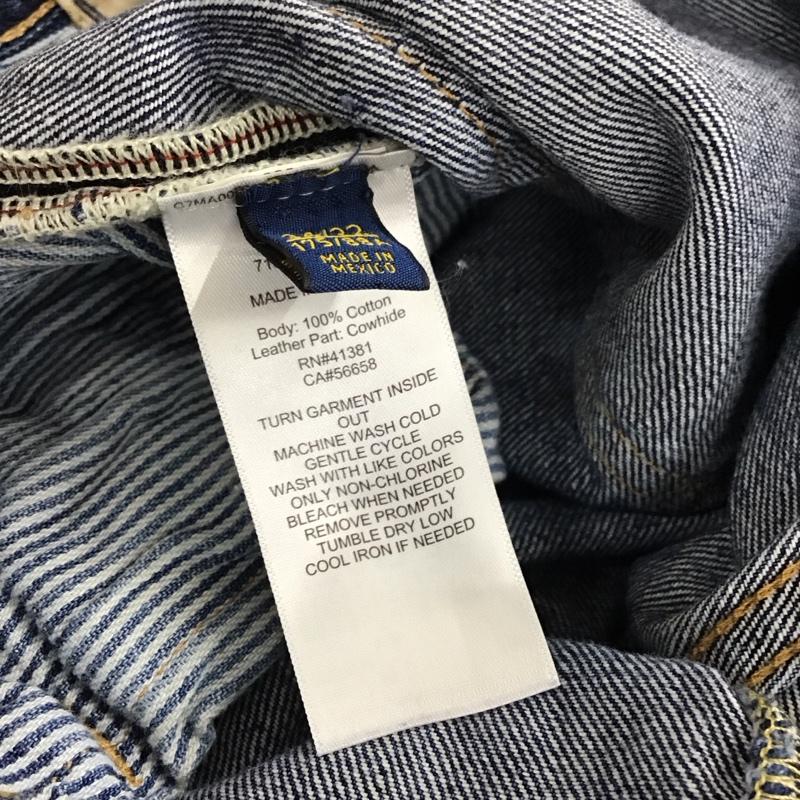 MADE IN
MEXICO
MADE
Body: 100% Cotton
Leather Part: Cowhide
RN#41381
CA#56658
TURN GARMENT INSIDE
OUT
MACHINE WASH COLD
GENTLE CYCLE
WASH WITH LIKE COLORS
ONLY NON-CHLORINE
BLEACH WHEN NEEDED
REMOVE PROMPTLY
TUMBLE DRY LOW
COOL IRON IF NEEDED